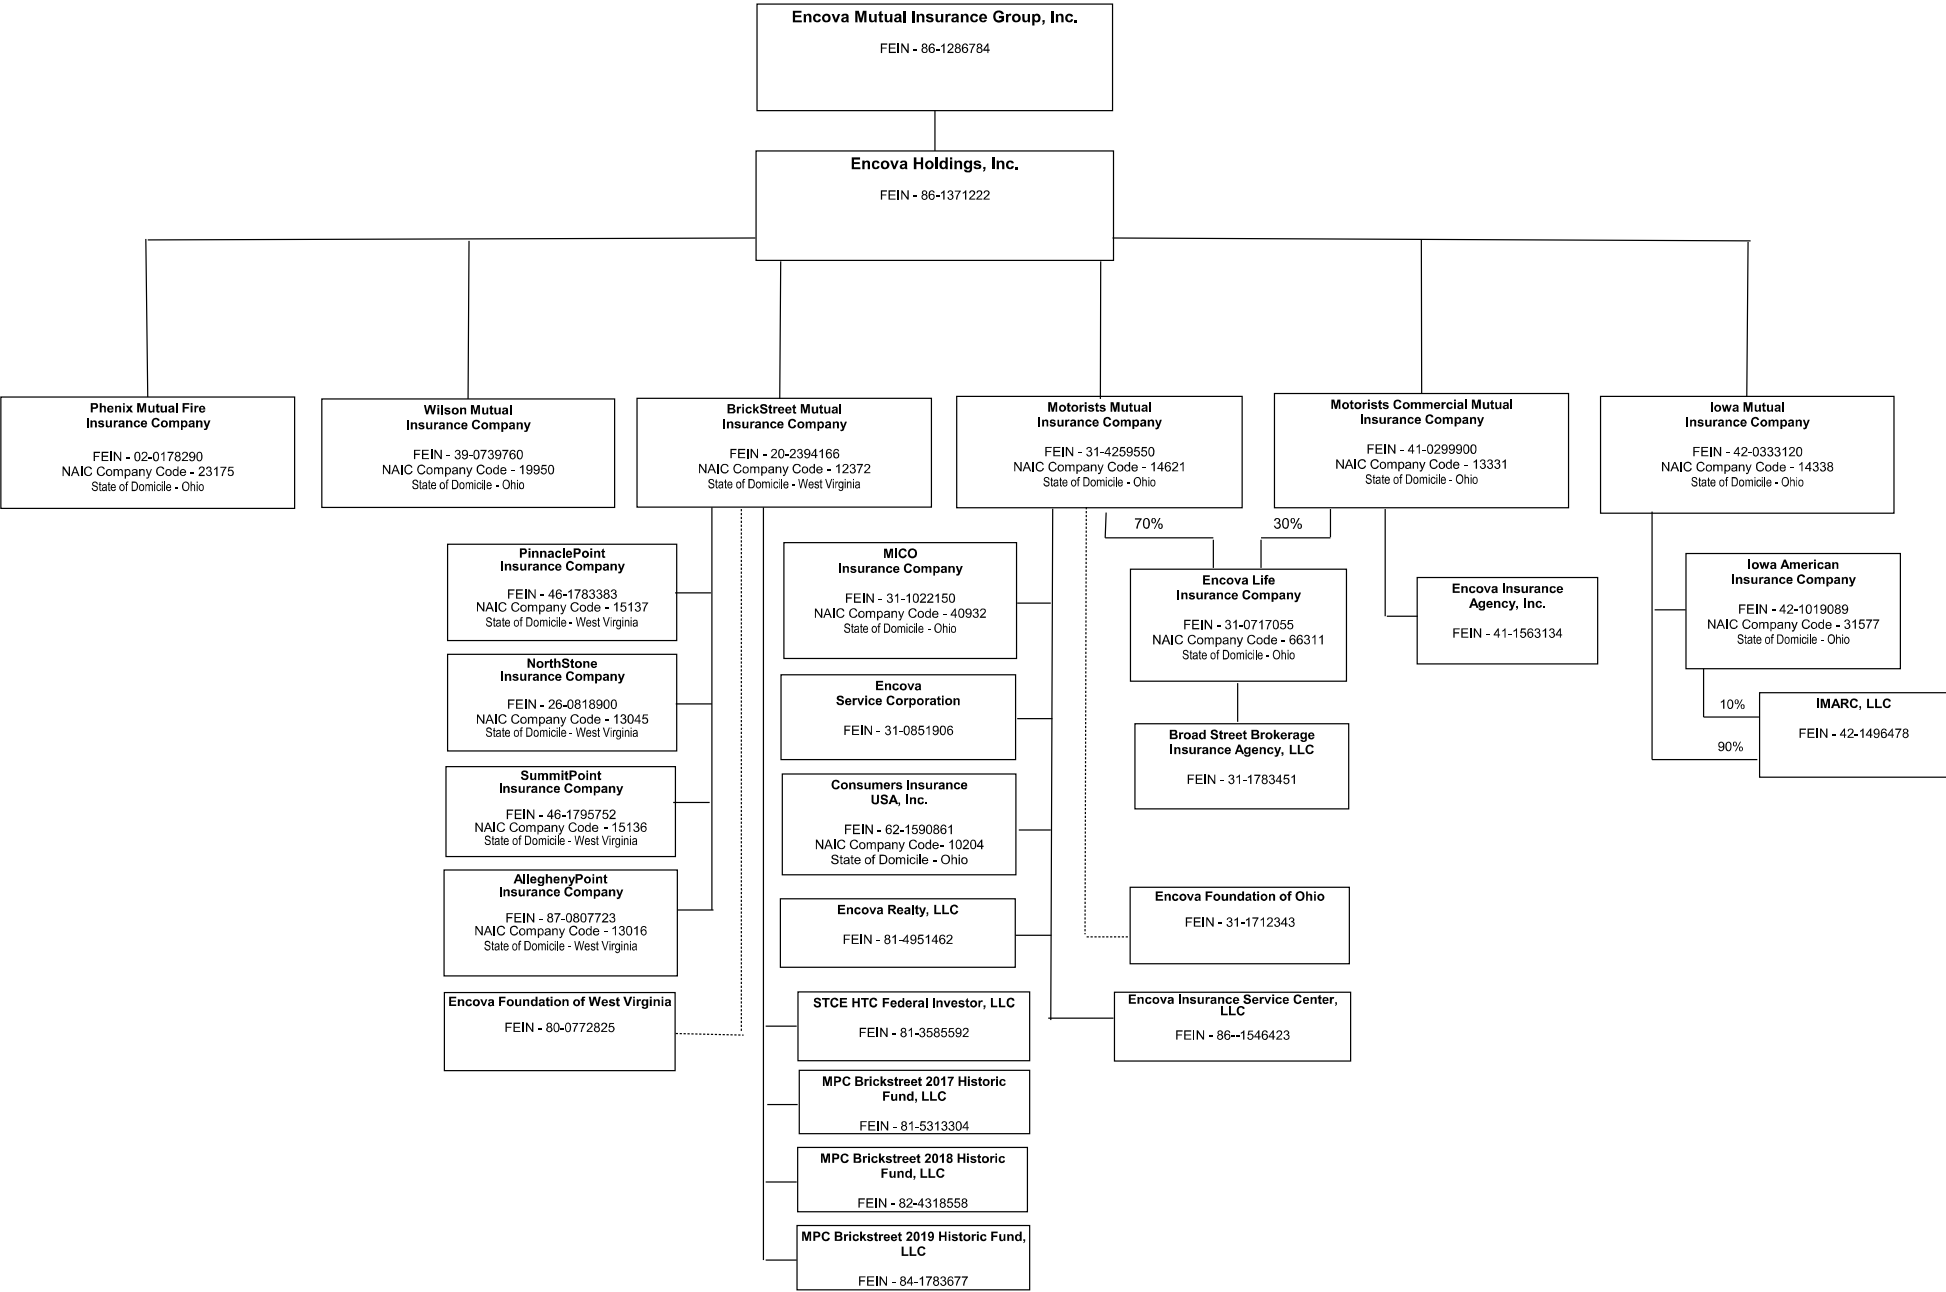 Encova Mutual Insurance Group, Inc.
FEIN - 86-1286784
Encova Holdings, Inc.
FEIN - 86-1371222
Phenix Mutual Fire
Insurance Company
FEIN - 02-0178290
NAIC Company Code - 23175
State of Domicile - Ohio
Wilson Mutual
Insurance Company
FEIN - 39-0739760
NAIC Company Code - 19950
State of Domicile - Ohio
BrickStreet Mutual
Insurance Company
FEIN - 20-2394166
NAIC Company Code - 12372
State of Domicile - West Virginia
Motorists Mutual
Insurance Company
FEIN - 31-4259550
NAIC Company Code - 14621
State of Domicile - Ohio
Motorists Commercial Mutual
Insurance Company
FEIN - 41-0299900
NAIC Company Code - 13331
State of Domicile - Ohio
Iowa Mutual
Insurance Company
FEIN - 42-0333120
NAIC Company Code - 14338
State of Domicile - Ohio
PinnaclePoint
Insurance Company
FEIN - 46-1783383
NAIC Company Code - 15137
State of Domicile - West Virginia
NorthStone
Insurance Company
FEIN - 26-0818900
NAIC Company Code - 13045
State of Domicile - West Virginia
SummitPoint
Insurance Company
FEIN - 46-1795752
NAIC Company Code - 15136
State of Domicile - West Virginia
AlleghenyPoint
Insurance Company
FEIN - 87-0807723
NAIC Company Code - 13016
State of Domicile - West Virginia
Encova Foundation of West Virginia
FEIN - 80-0772825
MICO
Insurance Company
FEIN - 31-1022150
NAIC Company Code - 40932
State of Domicile - Ohio
Encova
Service Corporation
FEIN - 31-0851906
Consumers Insurance
USA, Inc.
FEIN - 62-1590861
NAIC Company Code- 10204
State of Domicile - Ohio
Encova Realty, LLC
FEIN - 81-4951462
STCE HTC Federal Investor, LLC
FEIN - 81-3585592
MPC Brickstreet 2017 Historic
Fund, LLC
FEIN - 81-5313304
MPC Brickstreet 2018 Historic
Fund, LLC
FEIN - 82-4318558
MPC Brickstreet 2019 Historic Fund,
LLC
FEIN - 84-1783677
70%
30%
Encova Life
Insurance Company
FEIN - 31-0717055
NAIC Company Code - 66311
State of Domicile - Ohio
Broad Street Brokerage
Insurance Agency, LLC
FEIN - 31-1783451
Encova Foundation of Ohio
FEIN - 31-1712343
Encova Insurance Service Center,
LLC
FEIN - 86--1546423
Encova Insurance
Agency, Inc.
FEIN - 41-1563134
Iowa American
Insurance Company
FEIN - 42-1019089
NAIC Company Code - 31577
State of Domicile - Ohio
10%
90%
IMARC, LLC
FEIN - 42-1496478